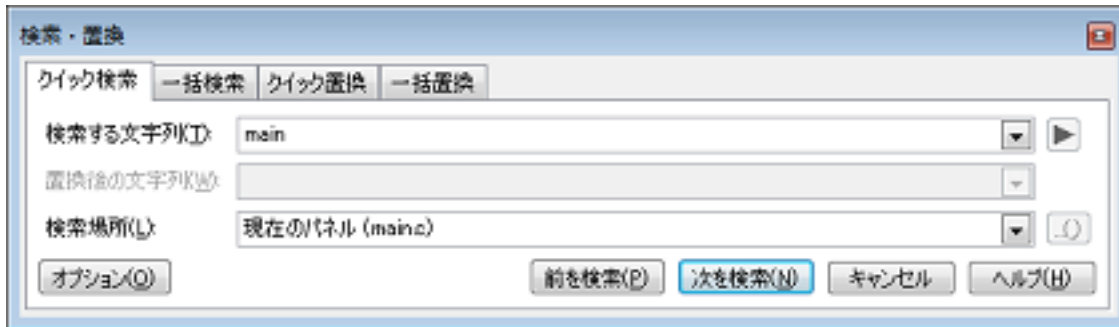 検索・置換
クイック検索 一括検索 クイック置換 一括置換
検索する文字列(T): main
置換後の文字列(W):
検索場所(L): 現在のパネル (main.c)
オプション(O) 前を検索(P) 次を検索(N) キャンセル ヘルプ(H)